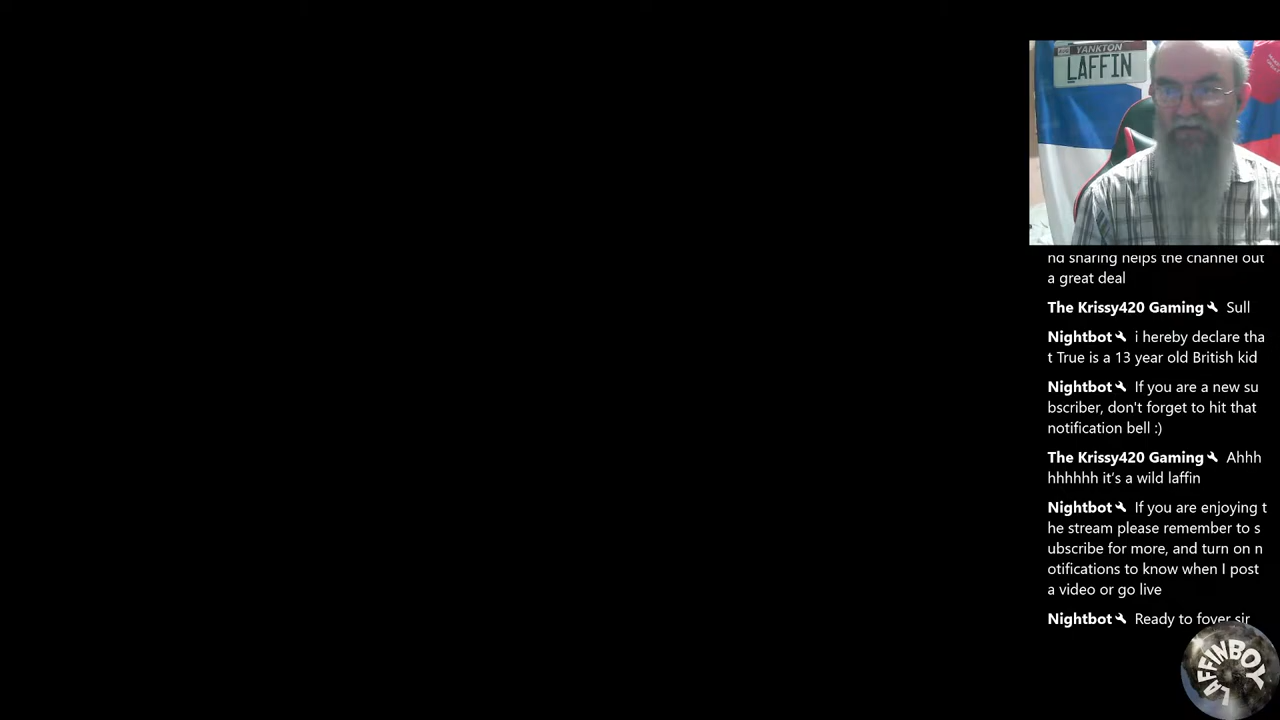 YANKTON
LAFFIN
nd sharing helps the channel out
a great deal
The Krissy420 Gaming Sull
Nightbot i hereby declare tha
t True is a 13 year old British kid
Nightbot If you are a new su
bscriber, don't forget to hit that
notification bell :)
The Krissy420 Gaming Ahhh
hhhhhh it's a wild laffin
Nightbot If you are enjoying t
he stream please remember to s
ubscribe for more, and turn on n
otifications to know when I post
a video or go live
Nightbot Ready to foyer sir
LAFFINBOY